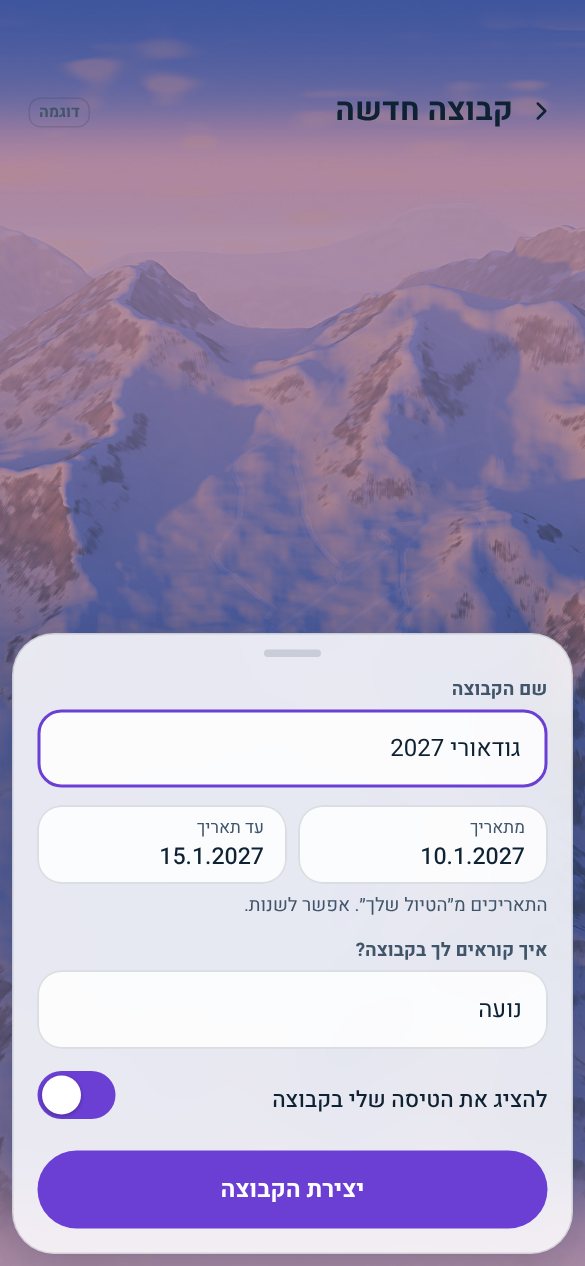 קבוצה חדשה
דוגמה
שם הקבוצה
גודאורי 2027
מתאריך
10.1.2027
עד תאריך
15.1.2027
התאריכים מ״הטיול שלך״. אפשר לשנות.
איך קוראים לך בקבוצה?
נועה
להציג את הטיסה שלי בקבוצה
יצירת הקבוצה